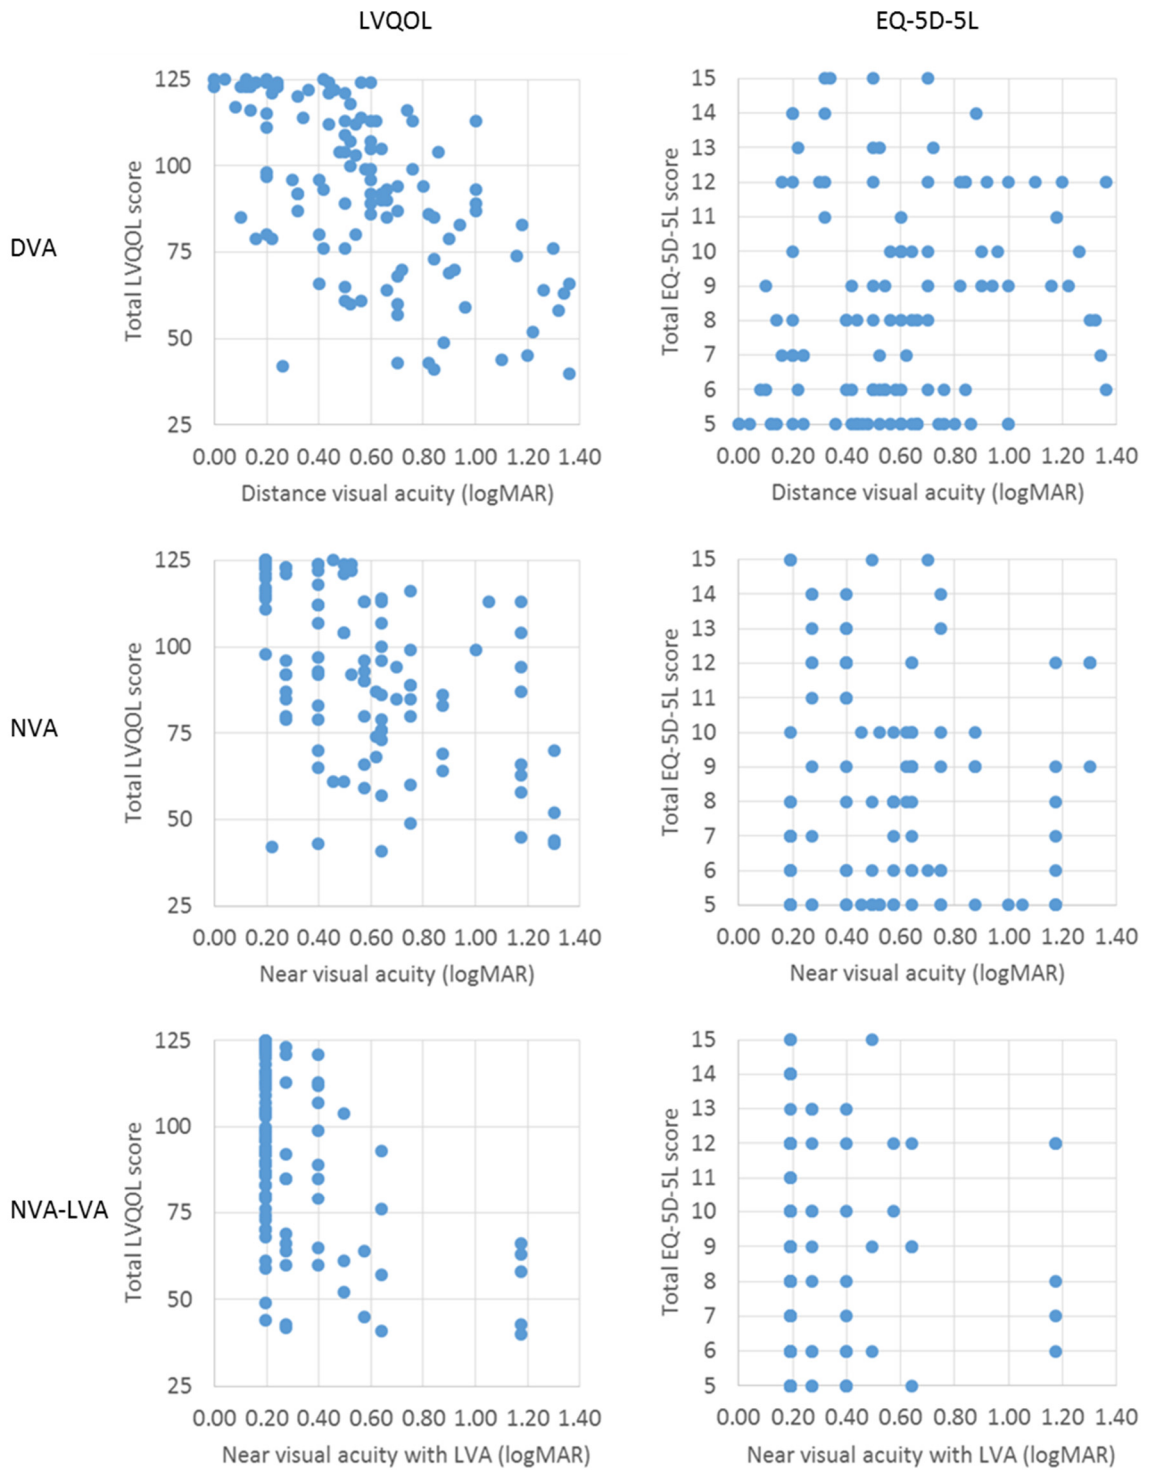 LVQOL EQ-5D-5L
DVA
Total LVQOL score
125
100
75
50
25
0.00 0.20 0.40 0.60 0.80 1.00 1.20 1.40
Distance visual acuity (logMAR)
Total EQ-5D-5L score
15
14
13
12
11
10
9
8
7
6
5
0.00 0.20 0.40 0.60 0.80 1.00 1.20 1.40
Distance visual acuity (logMAR)
NVA
Total LVQOL score
125
100
75
50
25
0.00 0.20 0.40 0.60 0.80 1.00 1.20 1.40
Near visual acuity (logMAR)
Total EQ-5D-5L score
15
14
13
12
11
10
9
8
7
6
5
0.00 0.20 0.40 0.60 0.80 1.00 1.20 1.40
Near visual acuity (logMAR)
NVA-LVA
Total LVQOL score
125
100
75
50
25
0.00 0.20 0.40 0.60 0.80 1.00 1.20 1.40
Near visual acuity with LVA (logMAR)
Total EQ-5D-5L score
15
14
13
12
11
10
9
8
7
6
5
0.00 0.20 0.40 0.60 0.80 1.00 1.20 1.40
Near visual acuity with LVA (logMAR)